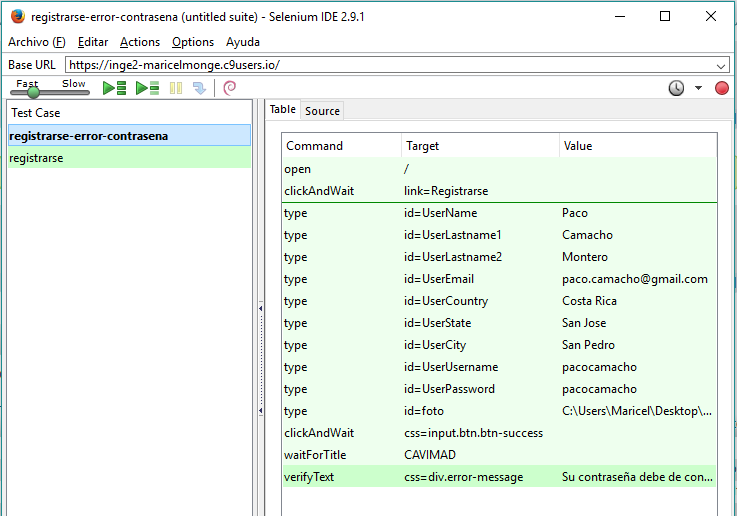 registrarse-error-contrasena (untitled suite) - Selenium IDE 2.9.1
Archivo (F) Editar Actions Options Ayuda
Base URL https://inge2-maricelmonge.c9users.io/
Fast Slow
Test Case
registrarse-error-contrasena
registrarse
Table Source
Command Target Value
open /
clickAndWait link=Registrarse
type id=UserName Paco
type id=UserLastname1 Camacho
type id=UserLastname2 Montero
type id=UserEmail paco.camacho@gmail.com
type id=UserCountry Costa Rica
type id=UserState San Jose
type id=UserCity San Pedro
type id=UserUsername pacocamacho
type id=UserPassword pacocamacho
type id=foto C:\Users\Maricel\Desktop\...
clickAndWait css=input.btn.btn-success
waitForTitle CAVIMAD
verifyText css=div.error-message Su contraseña debe de con...